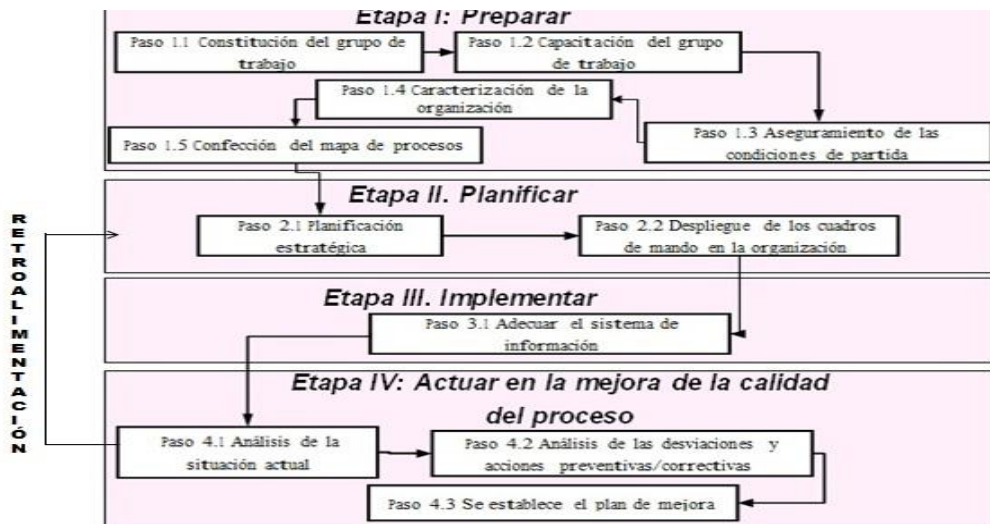 Etapa I: Preparar
Paso 1.1 Constitución del grupo de
trabajo
Paso 1.2 Capacitación del grupo
de trabajo
Paso 1.4 Caracterización de la
organización
Paso 1.3 Aseguramiento de las
condiciones de partida
Paso 1.5 Confección del mapa de procesos
Etapa II. Planificar
Paso 2.1 Planificación
estratégica
Paso 2.2 Despliegue de los cuadros
de mando en la organización
Etapa III. Implementar
Paso 3.1 Adecuar el sistema de
información
Etapa IV: Actuar en la mejora de la calidad
del proceso
Paso 4.1 Análisis de la
situación actual
Paso 4.2 Análisis de las desviaciones y
acciones preventivas/correctivas
Paso 4.3 Se establece el plan de mejora
RETROALIMENTACIÓN